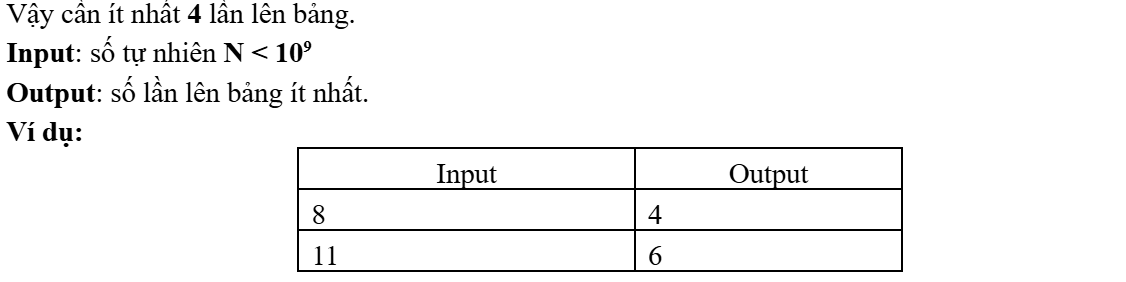 Vậy cần ít nhất 4 lần lên bảng.
Input: số tự nhiên N < 10⁹
Output: số lần lên bảng ít nhất.
Ví dụ:
Input Output
8 4
11 6